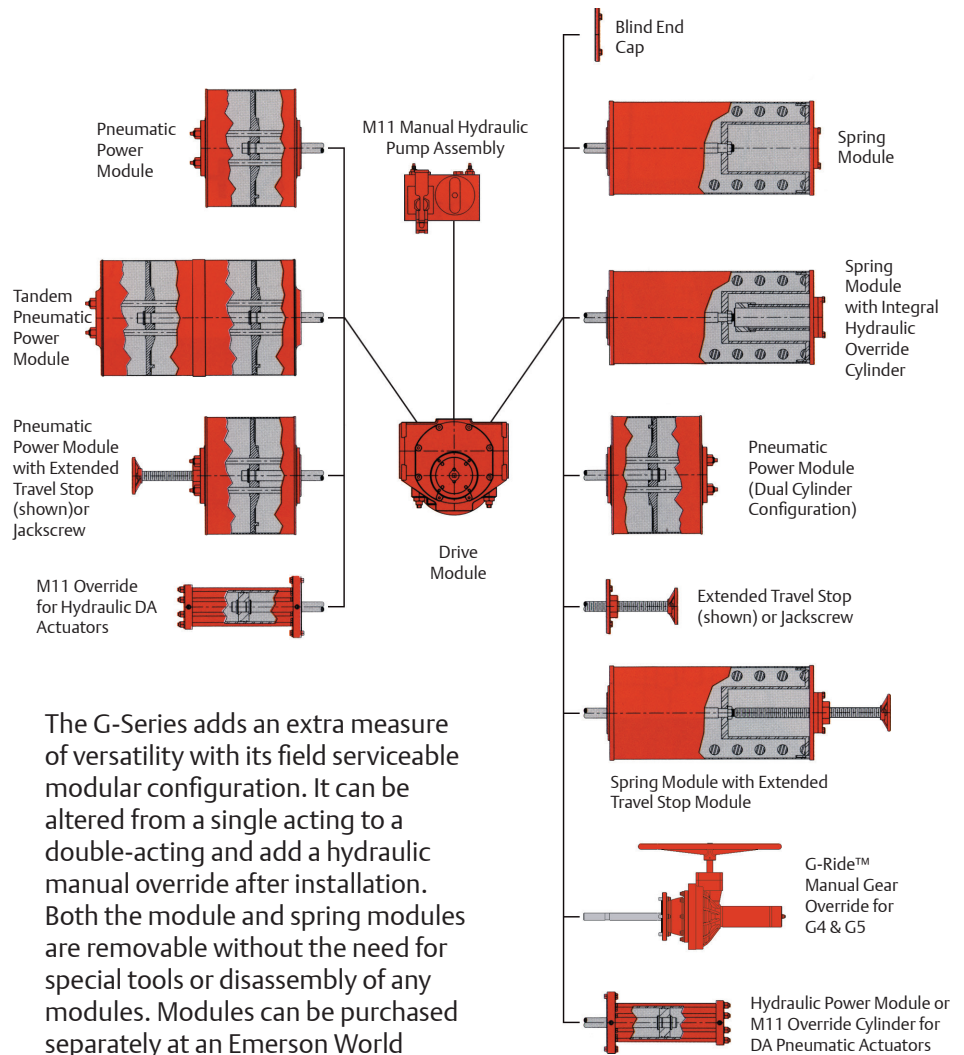 Blind End
Cap
Pneumatic
Power
Module
M11 Manual Hydraulic
Pump Assembly
Spring
Module
Tandem
Pneumatic
Power
Module
Spring
Module
with Integral
Hydraulic
Override
Cylinder
Pneumatic
Power Module
with Extended
Travel Stop
(shown)or
Jackscrew
Pneumatic
Power Module
(Dual Cylinder
Configuration)
Drive
Module
M11 Override
for Hydraulic DA
Actuators
Extended Travel Stop
(shown) or Jackscrew
Spring Module with Extended
Travel Stop Module
G-Ride™
Manual Gear
Override for
G4 & G5
Hydraulic Power Module or
M11 Override Cylinder for
DA Pneumatic Actuators
The G-Series adds an extra measure
of versatility with its field serviceable
modular configuration. It can be
altered from a single acting to a
double-acting and add a hydraulic
manual override after installation.
Both the module and spring modules
are removable without the need for
special tools or disassembly of any
modules. Modules can be purchased
separately at an Emerson World